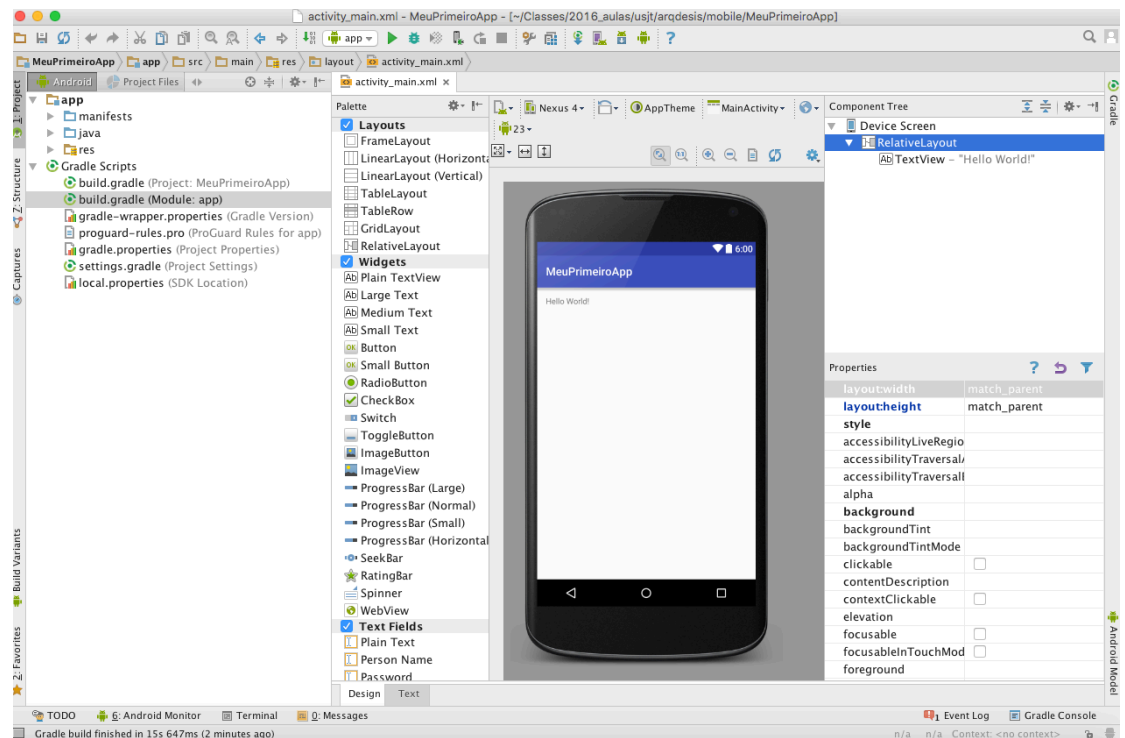 activity_main.xml - MeuPrimeiroApp - [~/Classes/2016_aulas/usjt/arqdesis/mobile/MeuPrimeiroApp]
app
MeuPrimeiroApp app src main res layout activity_main.xml
Android Project Files
activity_main.xml
1: Project
Z: Structure
Captures
Build Variants
2: Favorites
app
manifests
java
res
Gradle Scripts
build.gradle (Project: MeuPrimeiroApp)
build.gradle (Module: app)
gradle-wrapper.properties (Gradle Version)
proguard-rules.pro (ProGuard Rules for app)
gradle.properties (Project Properties)
settings.gradle (Project Settings)
local.properties (SDK Location)
Palette
Layouts
FrameLayout
LinearLayout (Horizonta
LinearLayout (Vertical)
TableLayout
TableRow
GridLayout
RelativeLayout
Widgets
Plain TextView
Large Text
Medium Text
Small Text
Button
Small Button
RadioButton
CheckBox
Switch
ToggleButton
ImageButton
ImageView
ProgressBar (Large)
ProgressBar (Normal)
ProgressBar (Small)
ProgressBar (Horizontal
SeekBar
RatingBar
Spinner
WebView
Text Fields
Plain Text
Person Name
Password
Nexus 4 AppTheme MainActivity
23
6:00
MeuPrimeiroApp
Hello World!
Design Text
Component Tree
Device Screen
RelativeLayout
Ab TextView - "Hello World!"
Properties
layout:width match_parent
layout:height match_parent
style
accessibilityLiveRegio
accessibilityTraversalA
accessibilityTraversalB
alpha
background
backgroundTint
backgroundTintMode
clickable
contentDescription
contextClickable
elevation
focusable
focusableInTouchMod
foreground
Gradle
Android Model
TODO 6: Android Monitor Terminal 0: Messages 1 Event Log Gradle Console
Gradle build finished in 15s 647ms (2 minutes ago) n/a n/a Context: <no context>